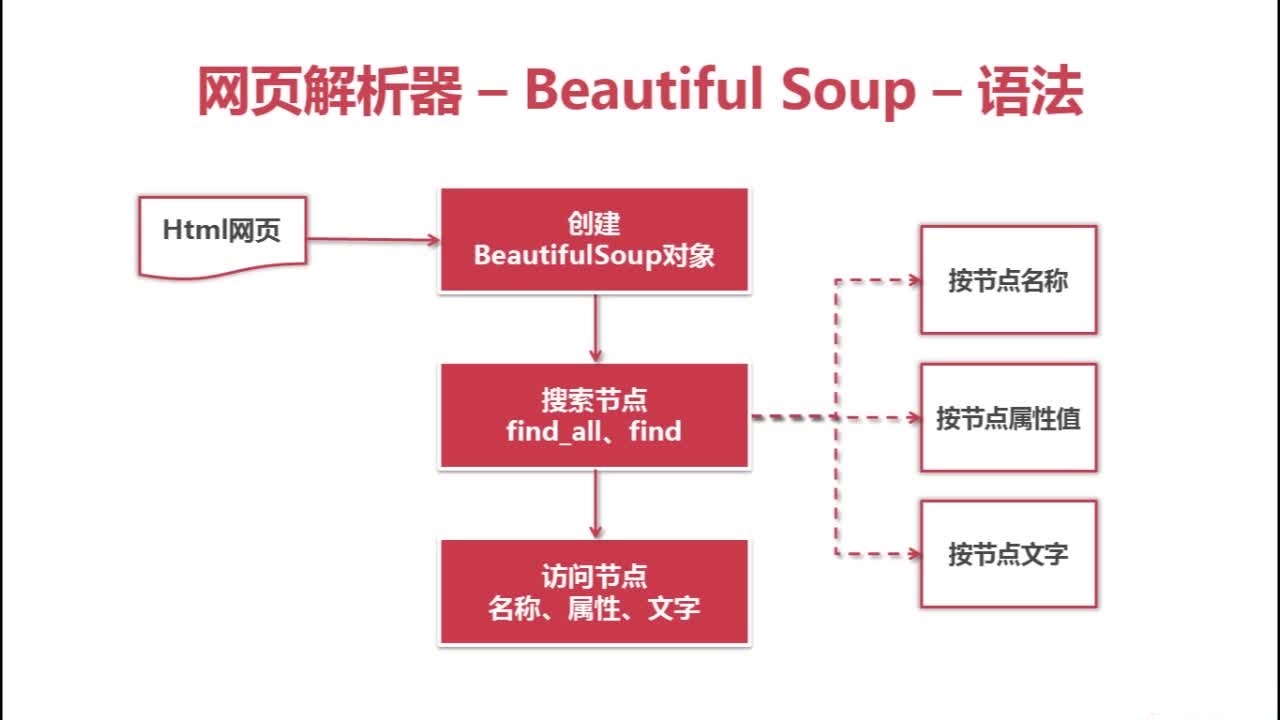 网页解析器 – Beautiful Soup – 语法
Html网页
创建
BeautifulSoup对象
搜索节点
find_all、find
访问节点
名称、属性、文字
按节点名称
按节点属性值
按节点文字